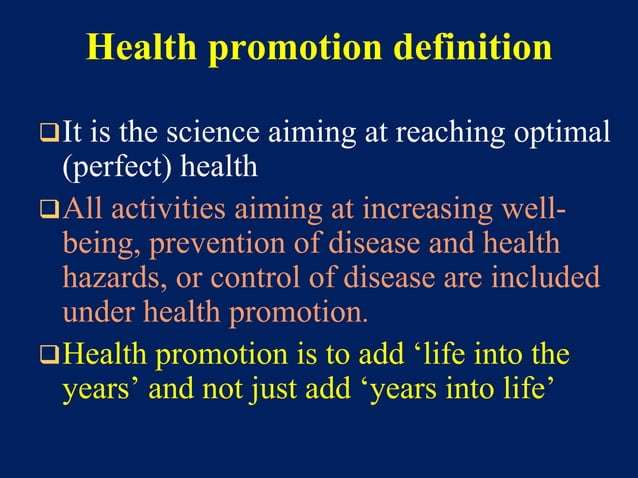 Health promotion definition
It is the science aiming at reaching optimal
(perfect) health
All activities aiming at increasing well-
being, prevention of disease and health
hazards, or control of disease are included
under health promotion.
Health promotion is to add ‘life into the
years’ and not just add ‘years into life’